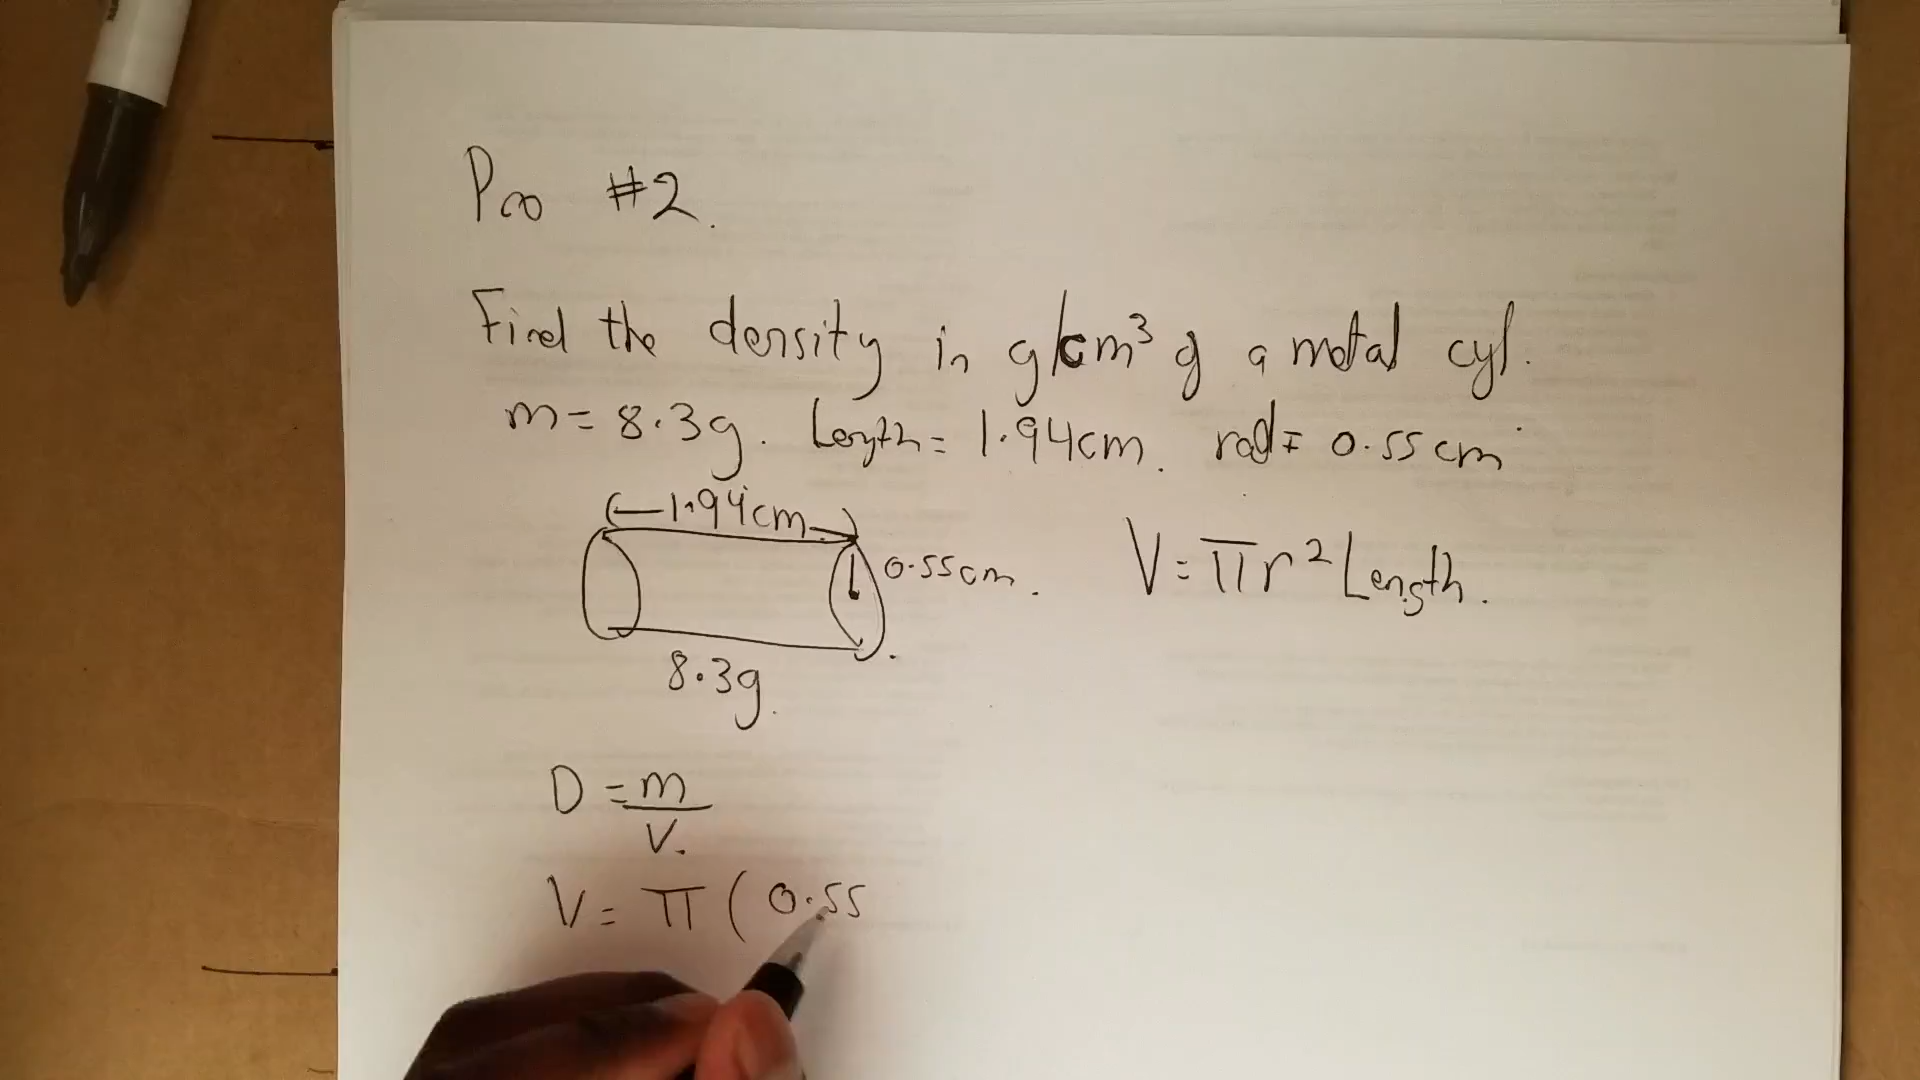 Pro #2.
Find the density in g/cm³ of a metal cyl.
m = 8.3g. Length = 1.94cm. rad = 0.55cm
1.94cm
0.55cm.
V = πr² Length.
8.3g.
D = m
V.
V = π ( 0.55